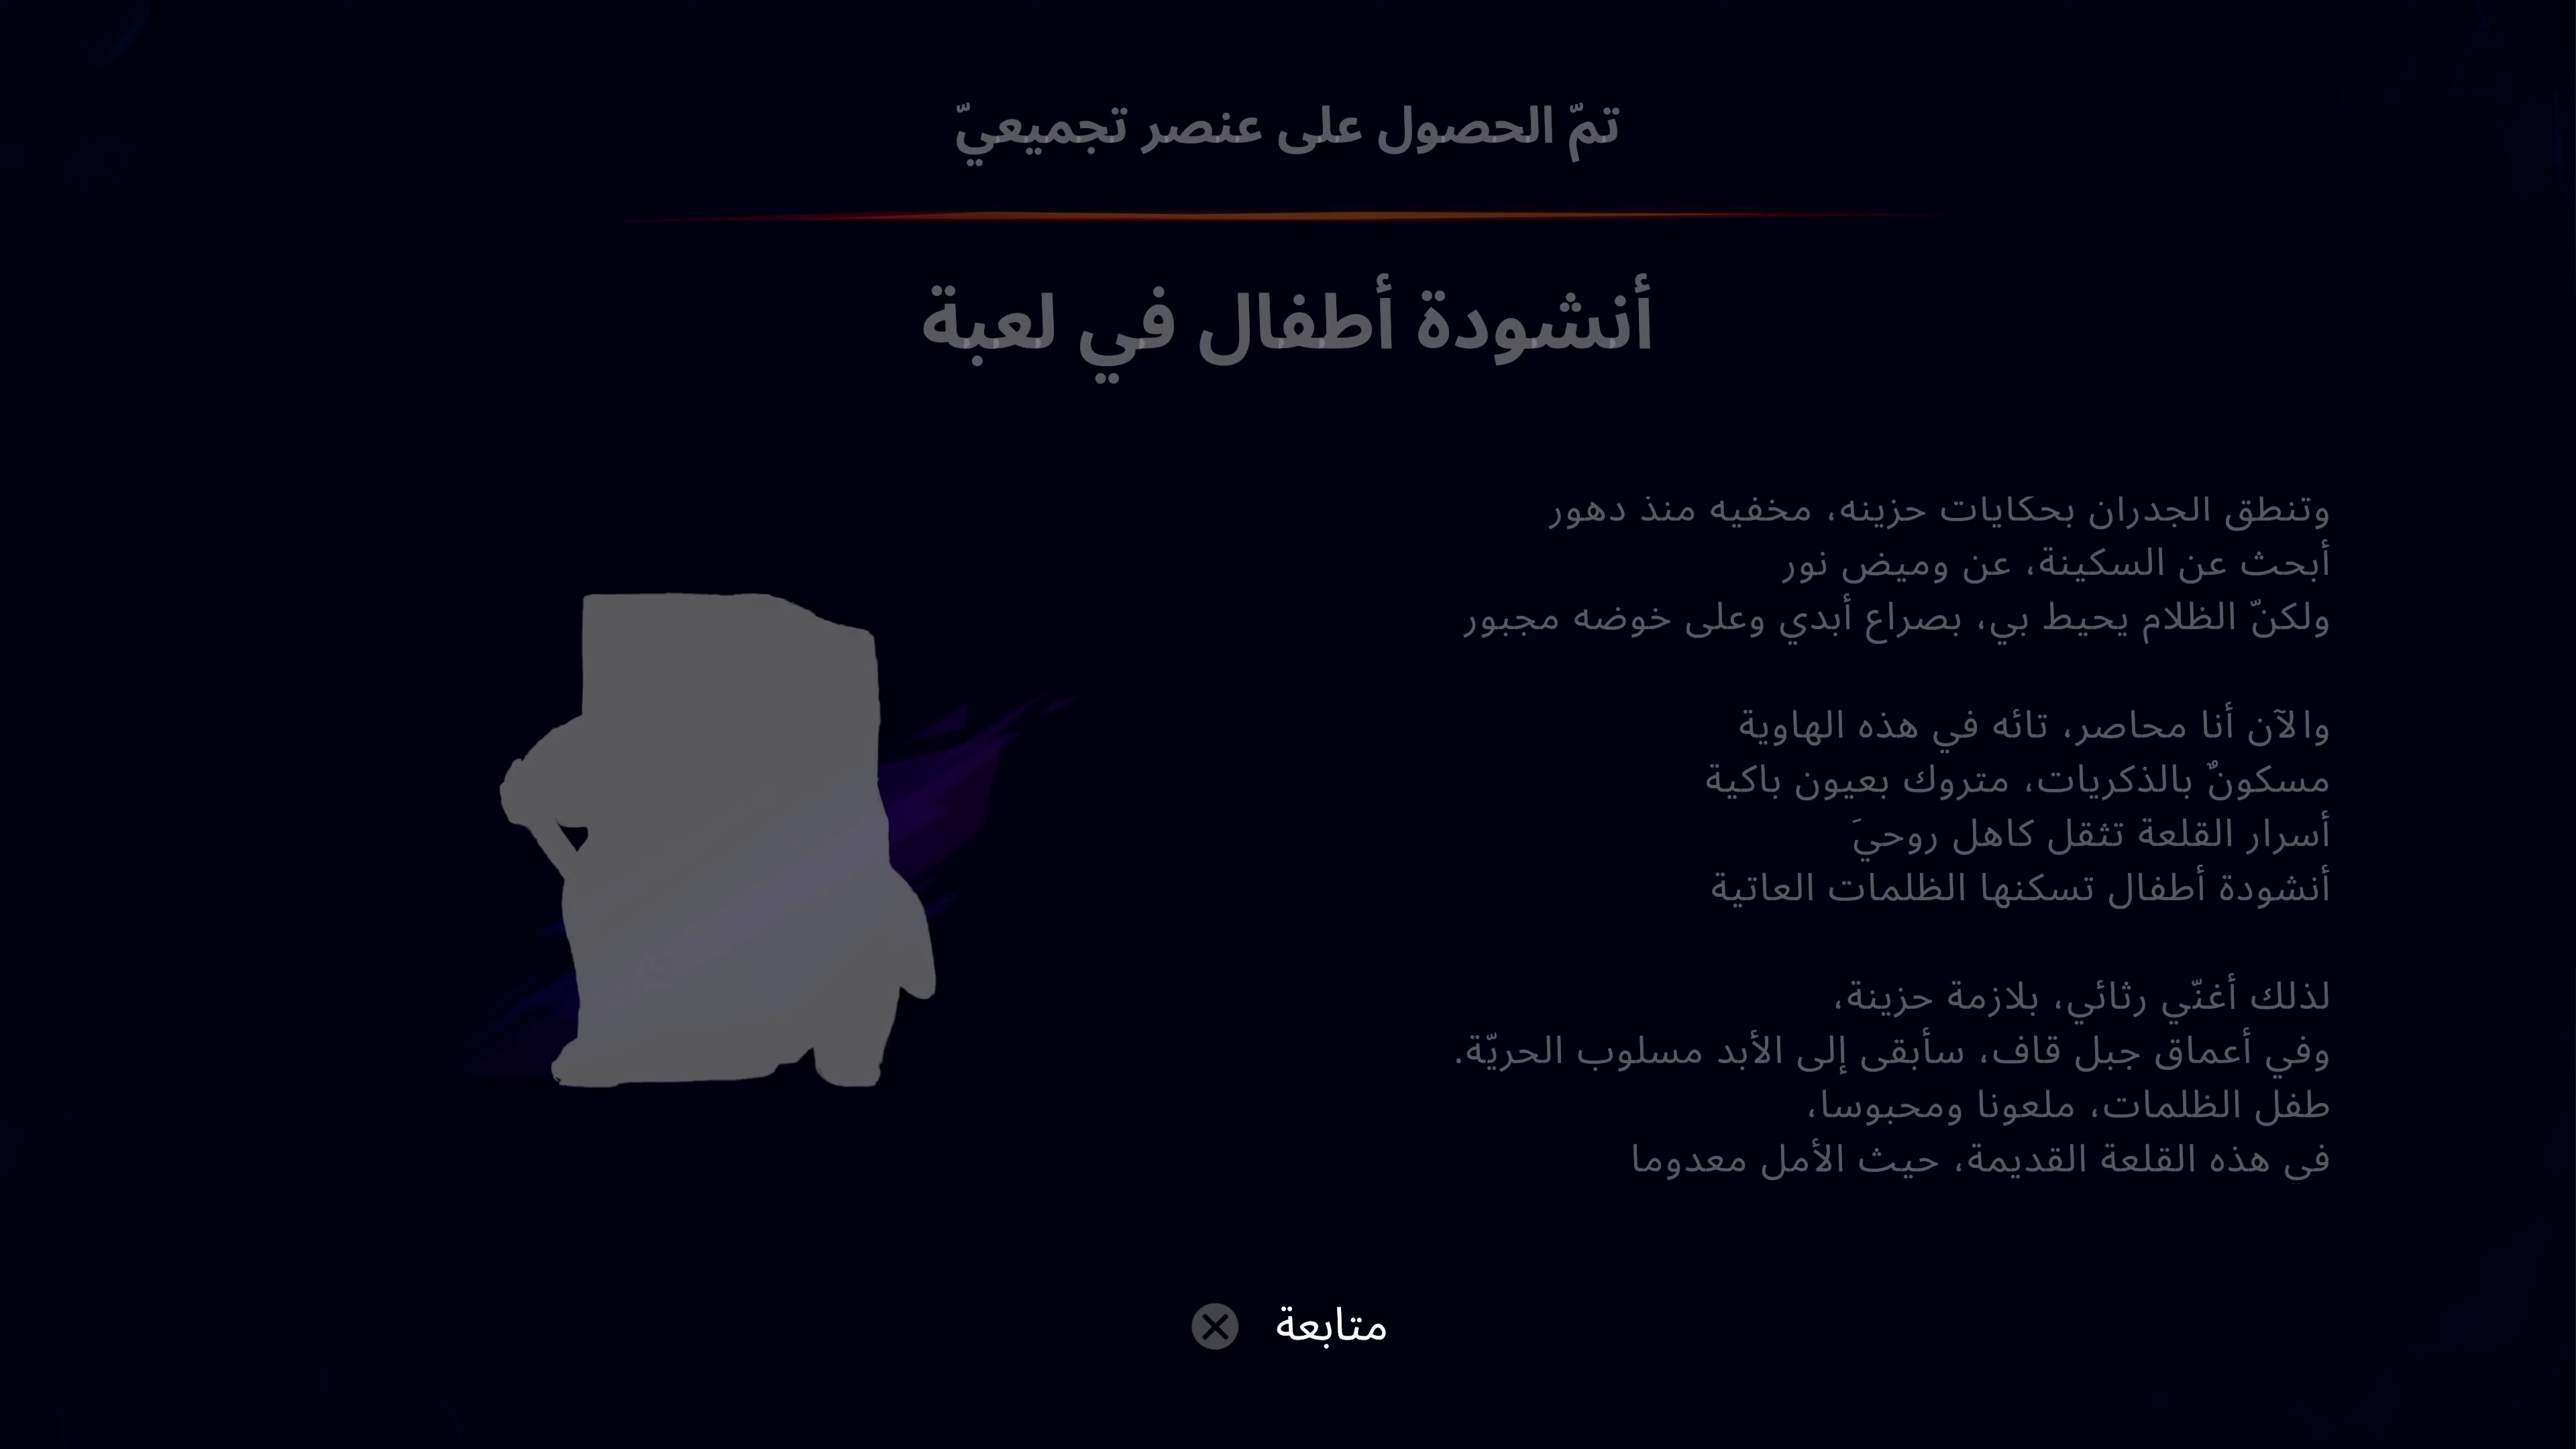 تمّ الحصول على عنصر تجميعيّ
أنشودة أطفال في لعبة
وتنطق الجدران بحكايات حزينه، مخفيه منذ دهور
أبحث عن السكينة، عن وميض نور
ولكنّ الظلام يحيط بي، بصراع أبدي وعلى خوضه مجبور
والآن أنا محاصر، تائه في هذه الهاوية
مسكونٌ بالذكريات، متروك بعيون باكية
أسرار القلعة تثقل كاهل روحيَ
أنشودة أطفال تسكنها الظلمات العاتية
لذلك أغنّي رثائي، بلازمة حزينة،
وفي أعماق جبل قاف، سأبقى إلى الأبد مسلوب الحريّة.
طفل الظلمات، ملعونا ومحبوسا،
في هذه القلعة القديمة، حيث الأمل معدوما
متابعة